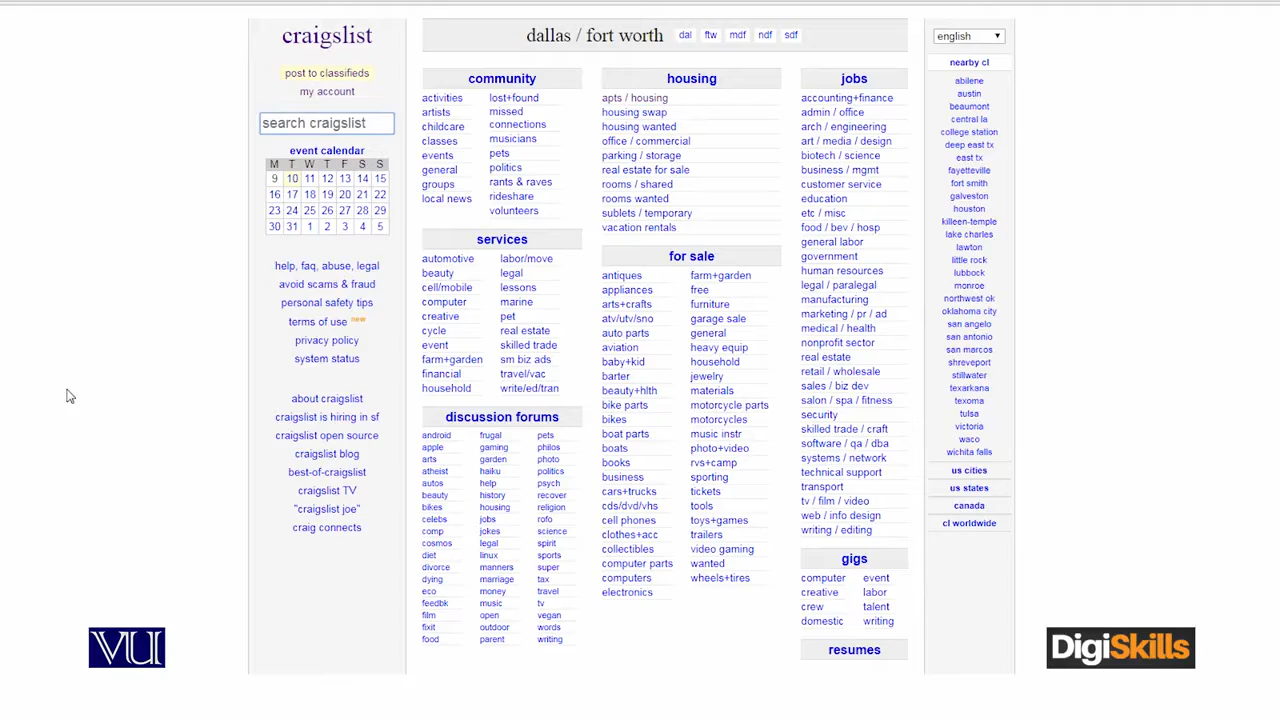 craigslist
post to classifieds
my account
search craigslist
event calendar
M T W T F S S
9 10 11 12 13 14 15
16 17 18 19 20 21 22
23 24 25 26 27 28 29
30 31 1 2 3 4 5
help, faq, abuse, legal
avoid scams & fraud
personal safety tips
terms of use new
privacy policy
system status
about craigslist
craigslist is hiring in sf
craigslist open source
craigslist blog
best-of-craigslist
craigslist TV
"craigslist joe"
craig connects
dallas / fort worth dal ftw mdf ndf sdf
community
activities
artists
childcare
classes
events
general
groups
local news
lost+found
missed
connections
musicians
pets
politics
rants & raves
rideshare
volunteers
services
automotive
beauty
cell/mobile
computer
creative
cycle
event
farm+garden
financial
household
labor/move
legal
lessons
marine
pet
real estate
skilled trade
sm biz ads
travel/vac
write/ed/tran
discussion forums
android
apple
arts
atheist
autos
beauty
bikes
celebs
comp
cosmos
diet
divorce
dying
eco
feedbk
film
fixit
food
frugal
gaming
garden
haiku
help
history
housing
jobs
jokes
legal
linux
manners
marriage
money
music
open
outdoor
parent
pets
philos
photo
politics
psych
recover
religion
rofo
science
spirit
sports
super
tax
travel
tv
vegan
words
writing
housing
apts / housing
housing swap
housing wanted
office / commercial
parking / storage
real estate for sale
rooms / shared
rooms wanted
sublets / temporary
vacation rentals
for sale
antiques
appliances
arts+crafts
atv/utv/sno
auto parts
aviation
baby+kid
barter
beauty+hlth
bike parts
bikes
boat parts
boats
books
business
cars+trucks
cds/dvd/vhs
cell phones
clothes+acc
collectibles
computer parts
computers
electronics
farm+garden
free
furniture
garage sale
general
heavy equip
household
jewelry
materials
motorcycle parts
motorcycles
music instr
photo+video
rvs+camp
sporting
tickets
tools
toys+games
trailers
video gaming
wanted
wheels+tires
jobs
accounting+finance
admin / office
arch / engineering
art / media / design
biotech / science
business / mgmt
customer service
education
etc / misc
food / bev / hosp
general labor
government
human resources
legal / paralegal
manufacturing
marketing / pr / ad
medical / health
nonprofit sector
real estate
retail / wholesale
sales / biz dev
salon / spa / fitness
security
skilled trade / craft
software / qa / dba
systems / network
technical support
transport
tv / film / video
web / info design
writing / editing
gigs
computer
creative
crew
domestic
event
labor
talent
writing
resumes
english
nearby cl
abilene
austin
beaumont
central la
college station
deep east tx
east tx
fayetteville
fort smith
galveston
houston
killeen-temple
lake charles
lawton
little rock
lubbock
monroe
northwest ok
oklahoma city
san angelo
san antonio
san marcos
shreveport
stillwater
texarkana
texoma
tulsa
victoria
waco
wichita falls
us cities
us states
canada
cl worldwide
VU
DigiSkills